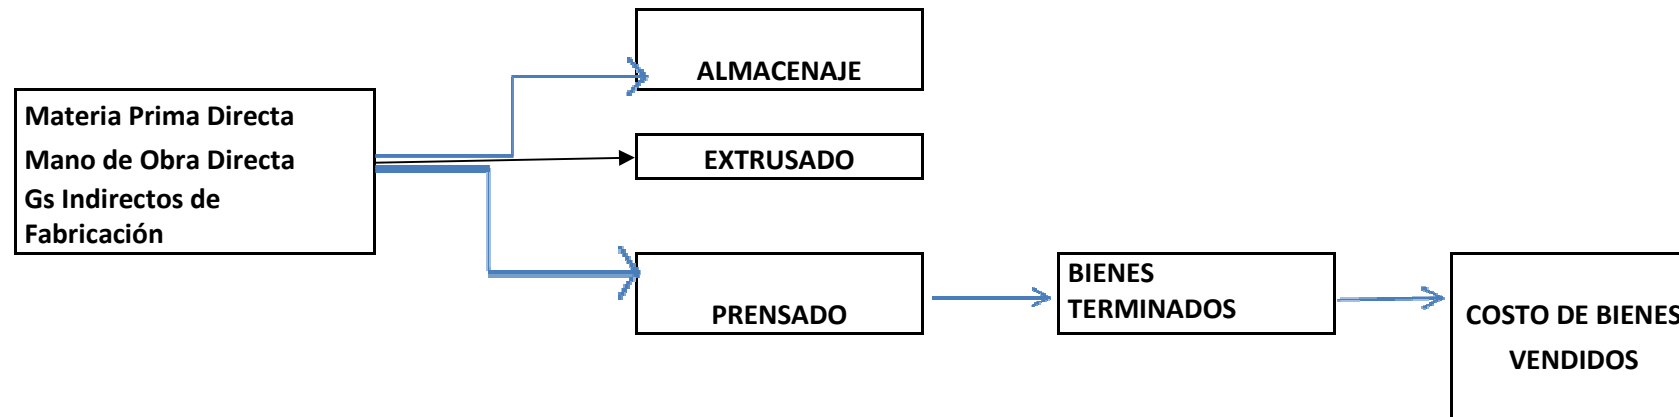 Materia Prima Directa
Mano de Obra Directa
Gs Indirectos de
Fabricación
ALMACENAJE
EXTRUSADO
PRENSADO
BIENES
TERMINADOS
COSTO DE BIENES
VENDIDOS